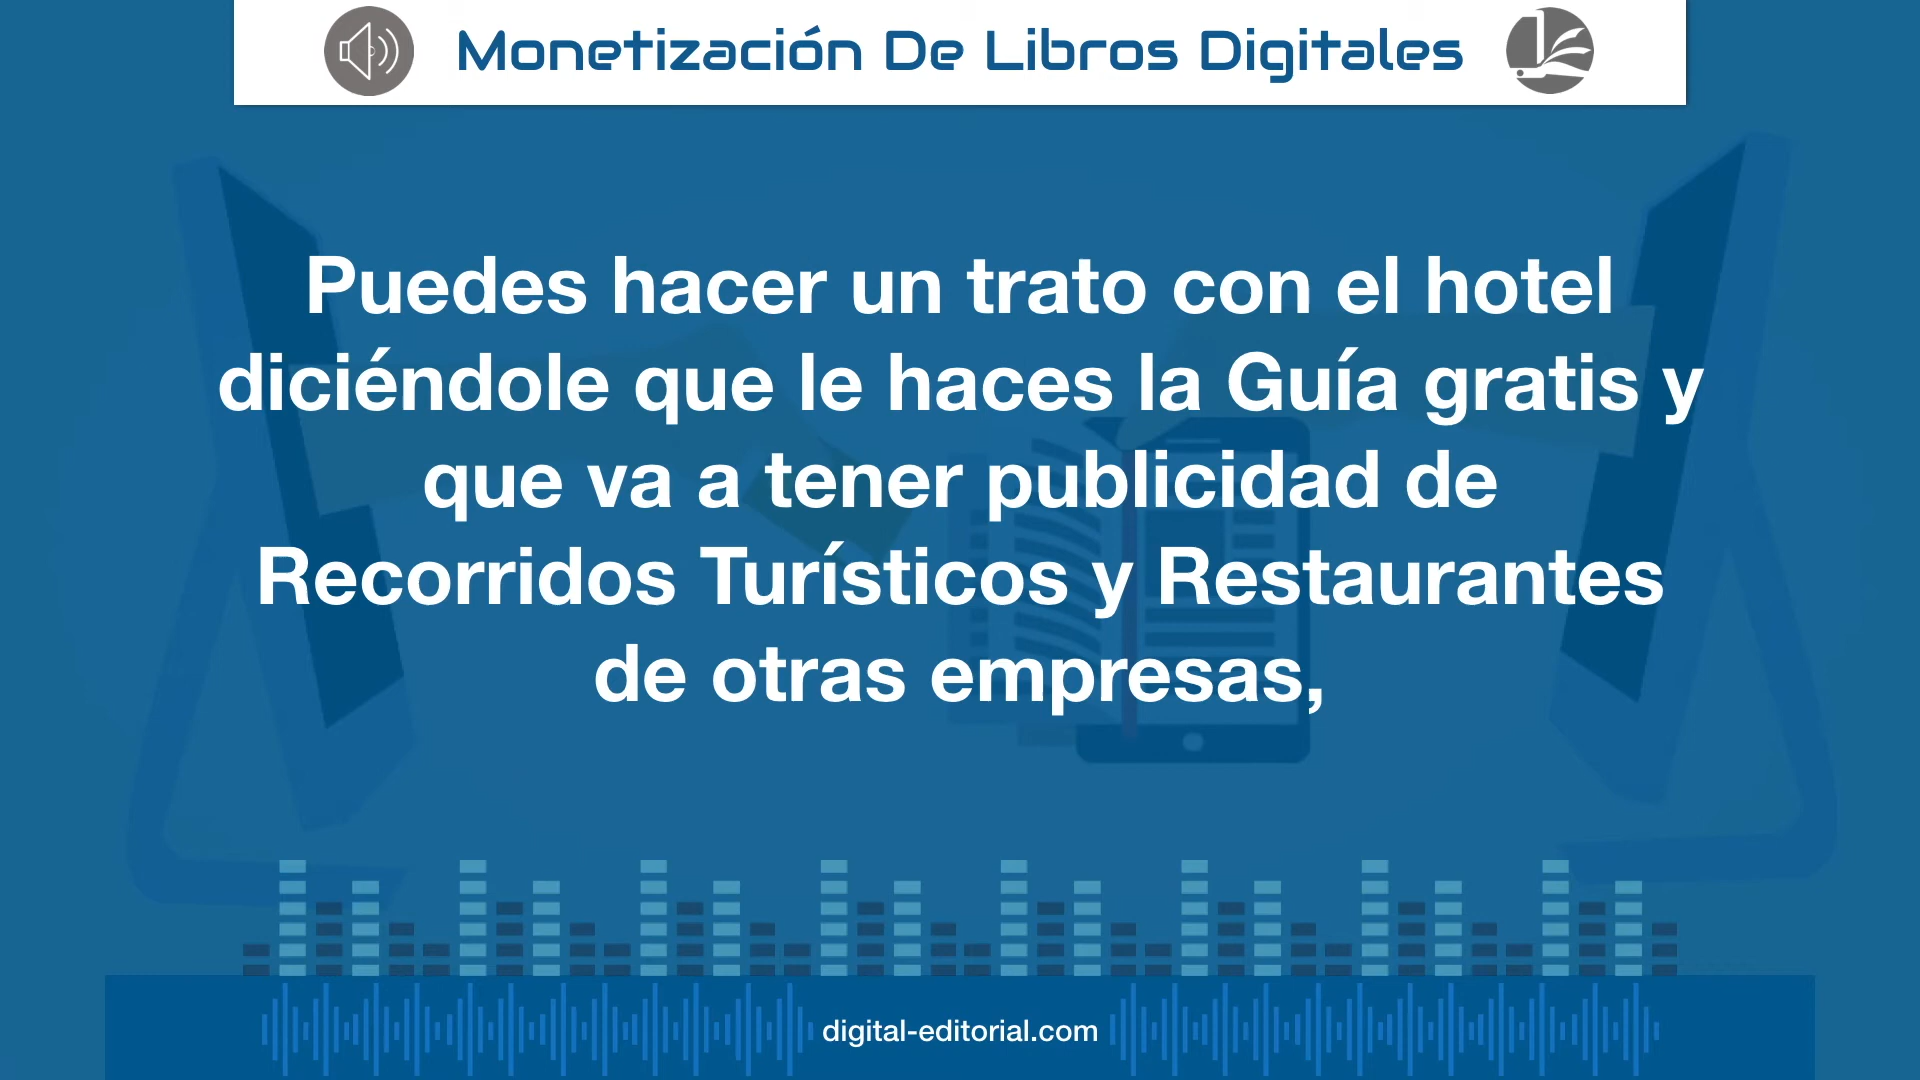 Monetización De Libros Digitales
Puedes hacer un trato con el hotel
diciéndole que le haces la Guía gratis y
que va a tener publicidad de
Recorridos Turísticos y Restaurantes
de otras empresas,
digital-editorial.com